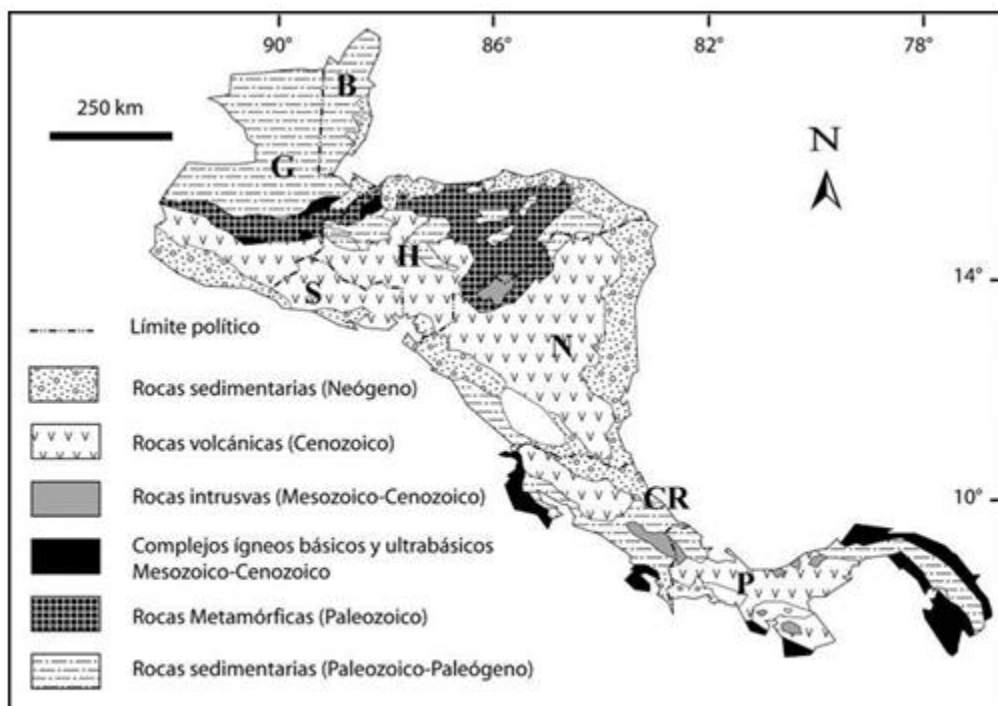 90°
86°
82°
78°
250 km
B
N
G
H
14°
S
Límite político
N
Rocas sedimentarias (Neógeno)
Rocas volcánicas (Cenozoico)
Rocas intrusvas (Mesozoico-Cenozoico)
CR
10°
Complejos ígneos básicos y ultrabásicos
Mesozoico-Cenozoico
P
Rocas Metamórficas (Paleozoico)
Rocas sedimentarias (Paleozoico-Paleógeno)